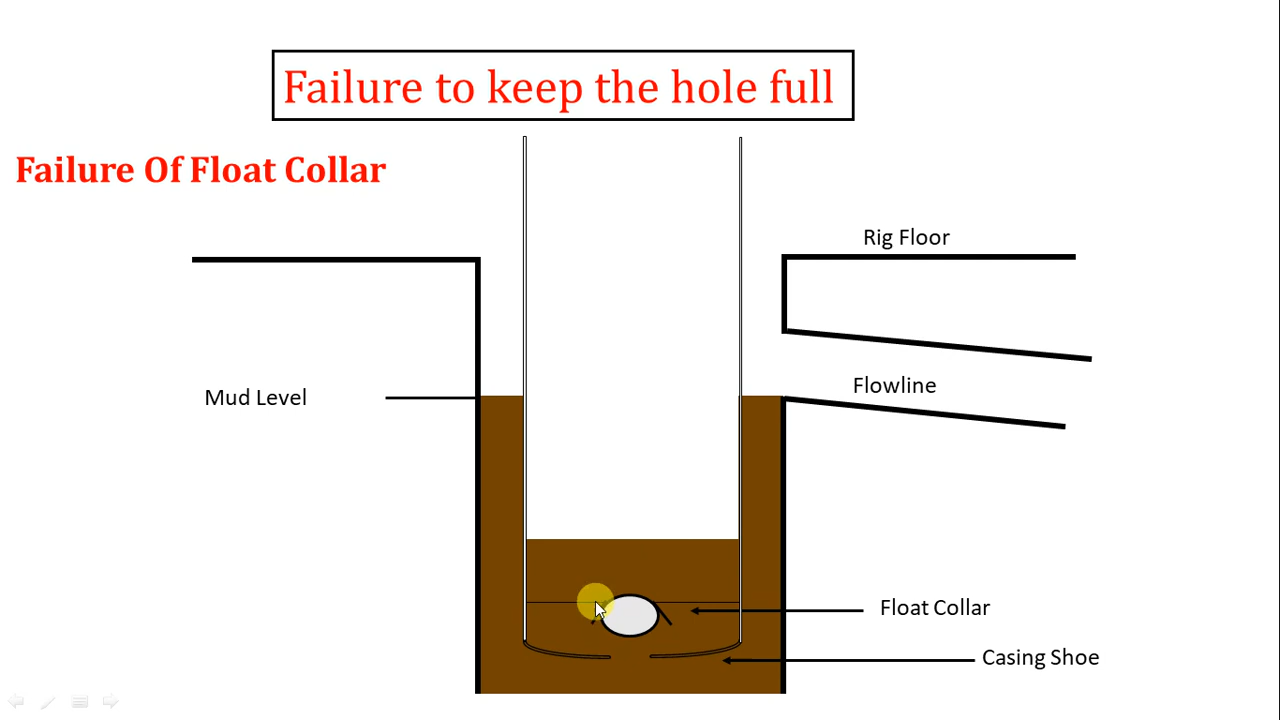 Failure to keep the hole full
Failure Of Float Collar
Rig Floor
Mud Level
Flowline
Float Collar
Casing Shoe